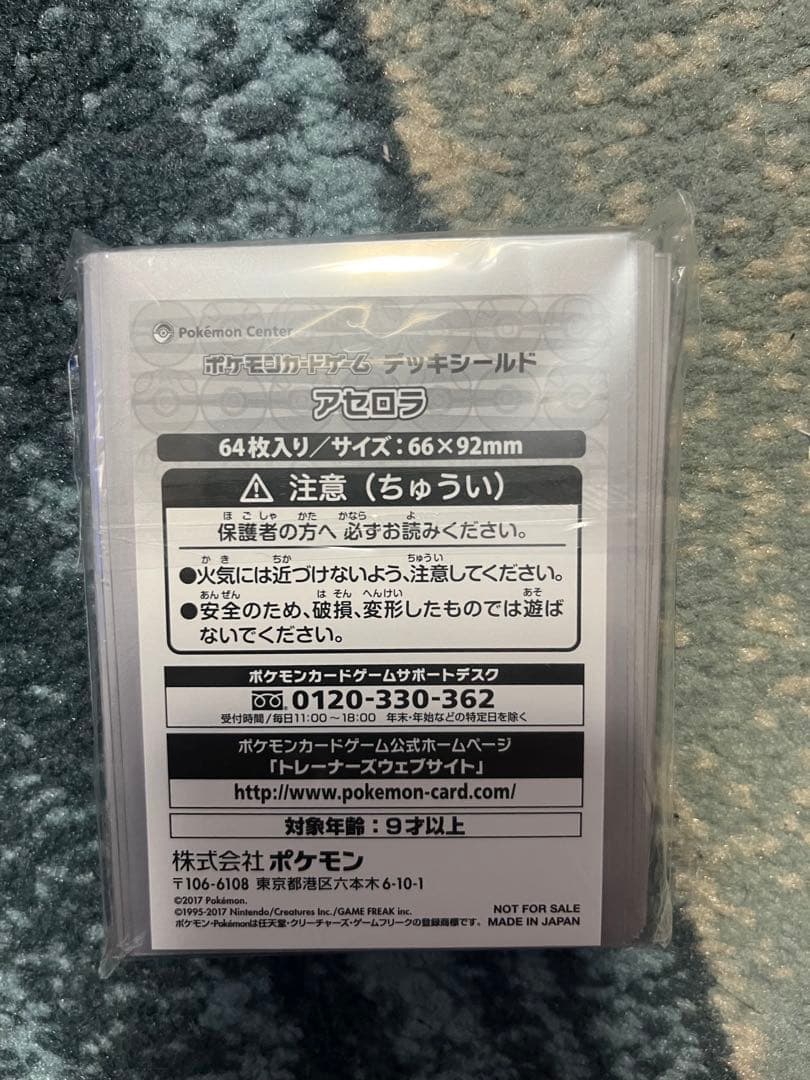 Pokémon Center
ポケモンカードゲーム デッキシールド
アセロラ
64枚入り／サイズ：66×92mm
注意（ちゅうい）
ほごしゃ かた かなら よ
保護者の方へ 必ずお読みください。
かき ちか ちゅうい
●火気には近づけないよう、注意してください。
あんぜん はそん へんけい あそ
●安全のため、破損、変形したものでは遊ば
ないでください。
ポケモンカードゲームサポートデスク
0120-330-362
受付時間/毎日11:00～18:00 年末・年始などの特定日を除く
ポケモンカードゲーム公式ホームページ
「トレーナーズウェブサイト」
http://www.pokemon-card.com/
対象年齢：9才以上
株式会社 ポケモン
〒106-6108 東京都港区六本木6-10-1
©2017 Pokémon.
©1995-2017 Nintendo/Creatures Inc./GAME FREAK inc.
ポケモン・Pokémonは任天堂・クリーチャーズ・ゲームフリークの登録商標です。
NOT FOR SALE
MADE IN JAPAN